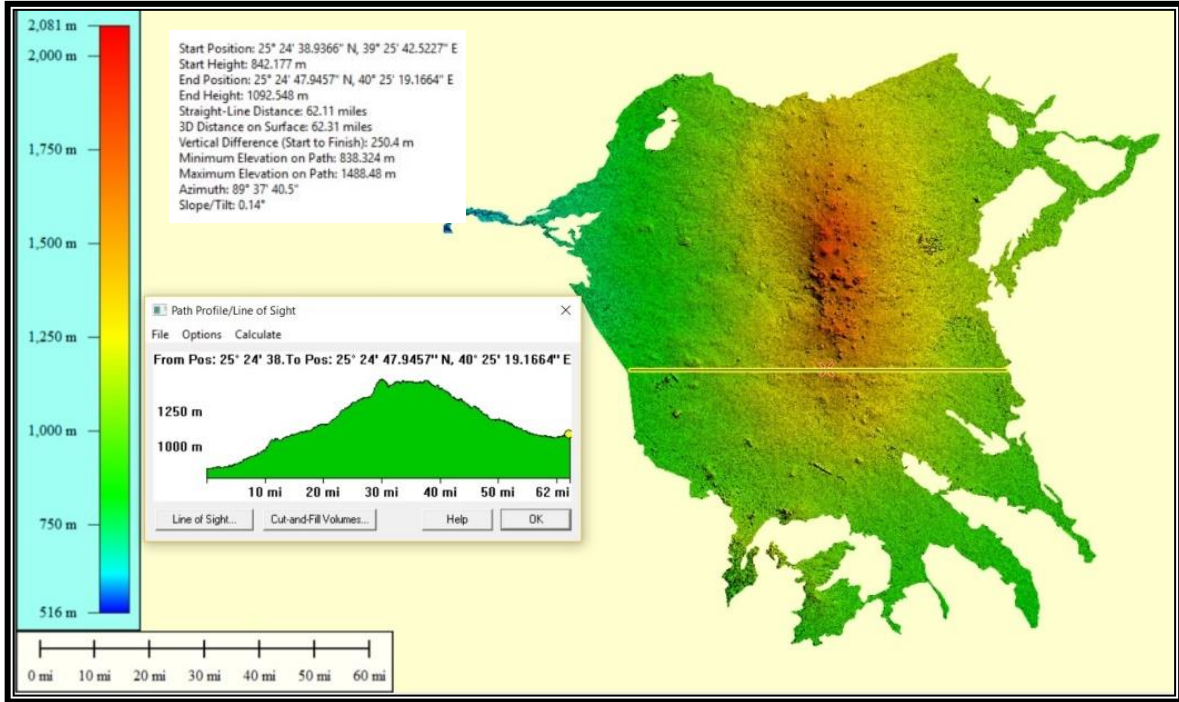 2,081 m
2,000 m
1,750 m
1,500 m
1,250 m
1,000 m
750 m
516 m
Start Position: 25° 24' 38.9366" N, 39° 25' 42.5227" E
Start Height: 842.177 m
End Position: 25° 24' 47.9457" N, 40° 25' 19.1664" E
End Height: 1092.548 m
Straight-Line Distance: 62.11 miles
3D Distance on Surface: 62.31 miles
Vertical Difference (Start to Finish): 250.4 m
Minimum Elevation on Path: 838.324 m
Maximum Elevation on Path: 1488.48 m
Azimuth: 89° 37' 40.5"
Slope/Tilt: 0.14°
Path Profile/Line of Sight
File Options Calculate
From Pos: 25° 24' 38.To Pos: 25° 24' 47.9457" N, 40° 25' 19.1664" E
1250 m
1000 m
10 mi 20 mi 30 mi 40 mi 50 mi 62 mi
Line of Sight... Cut-and-Fill Volumes... Help OK
0 mi 10 mi 20 mi 30 mi 40 mi 50 mi 60 mi